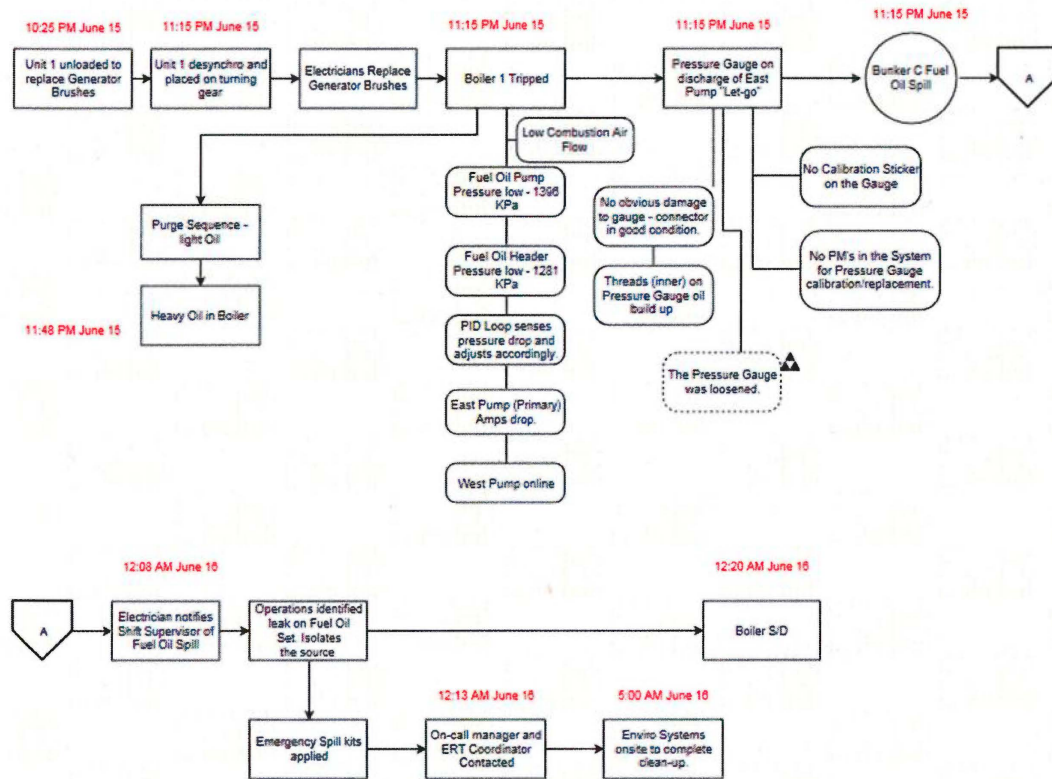 10:25 PM June 15
11:15 PM June 15
11:15 PM June 15
11:15 PM June 15
11:15 PM June 15
Unit 1 unloaded to
replace Generator
Brushes
Unit 1 desynchro and
placed on turning
gear
Electricians Replace
Generator Brushes
Boiler 1 Tripped
Pressure Gauge on
discharge of East
Pump "Let-go"
Bunker C Fuel
Oil Spill
A
Low Combustion Air
Flow
Fuel Oil Pump
Pressure low - 1396
KPa
Fuel Oil Header
Pressure low - 1281
KPa
PID Loop senses
pressure drop and
adjusts accordingly.
East Pump (Primary)
Amps drop.
West Pump online
Purge Sequence -
light Oil
Heavy Oil in Boiler
11:48 PM June 15
No obvious damage
to gauge - connector
in good condition.
Threads (inner) on
Pressure Gauge oil
build up
The Pressure Gauge
was loosened.
No Calibration Sticker
on the Gauge
No PM's in the System
for Pressure Gauge
calibration/replacement.
12:08 AM June 16
12:20 AM June 16
A
Electrician notifies
Shift Supervisor of
Fuel Oil Spill
Operations identified
leak on Fuel Oil
Set. Isolates
the source
Boiler S/D
12:13 AM June 16
5:00 AM June 16
Emergency Spill kits
applied
On-call manager and
ERT Coordinator
Contacted
Enviro Systems
onsite to complete
clean-up.